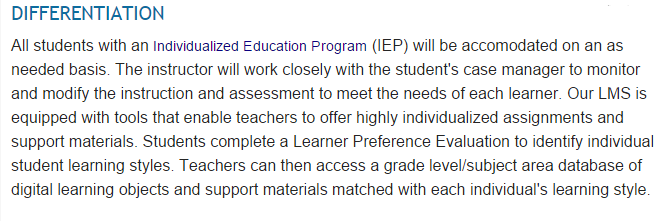 DIFFERENTIATION
All students with an Individualized Education Program (IEP) will be accomodated on an as
needed basis. The instructor will work closely with the student's case manager to monitor
and modify the instruction and assessment to meet the needs of each learner. Our LMS is
equipped with tools that enable teachers to offer highly individualized assignments and
support materials. Students complete a Learner Preference Evaluation to identify individual
student learning styles. Teachers can then access a grade level/subject area database of
digital learning objects and support materials matched with each individual's learning style.